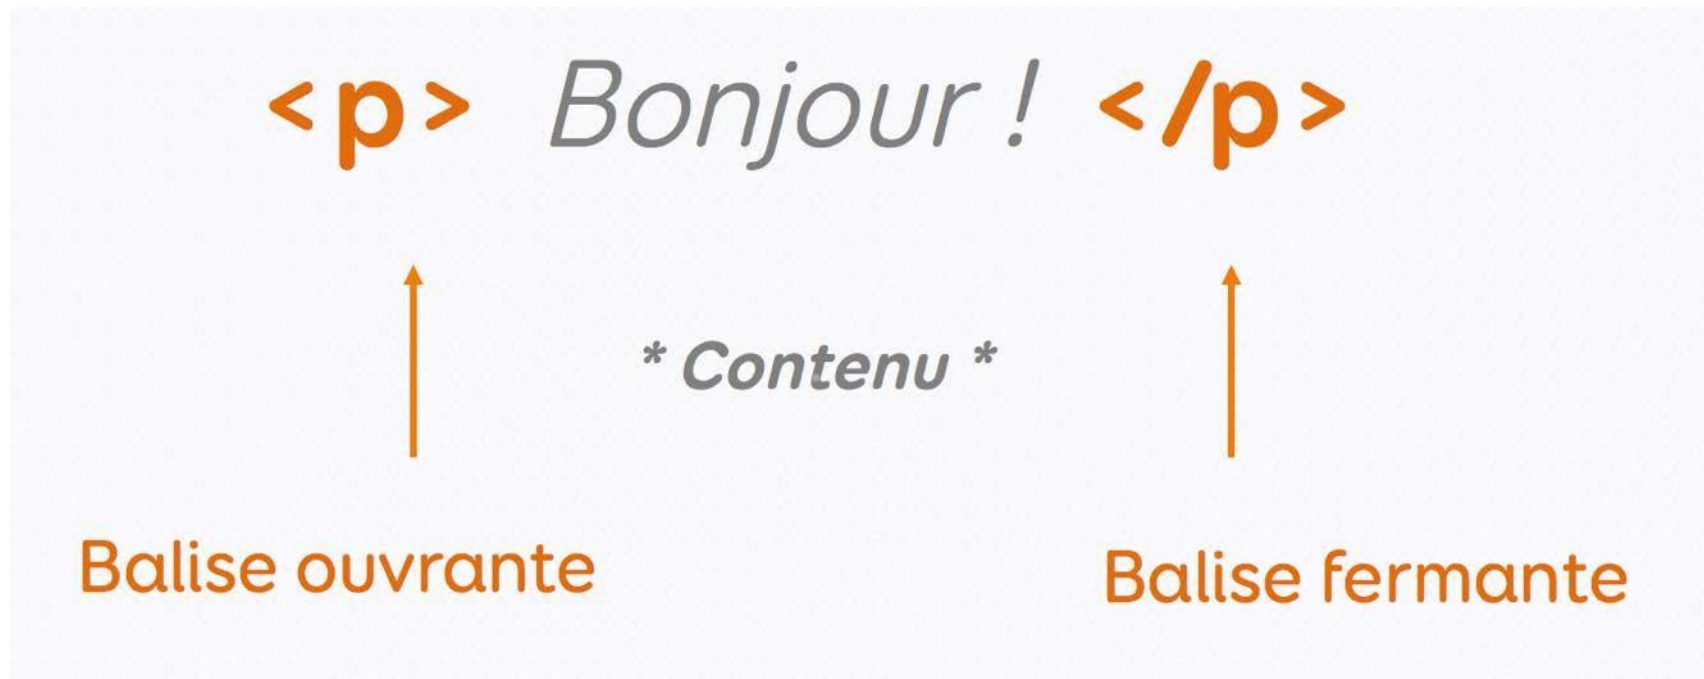 <p> Bonjour ! </p>
* Contenu *
Balise ouvrante
Balise fermante